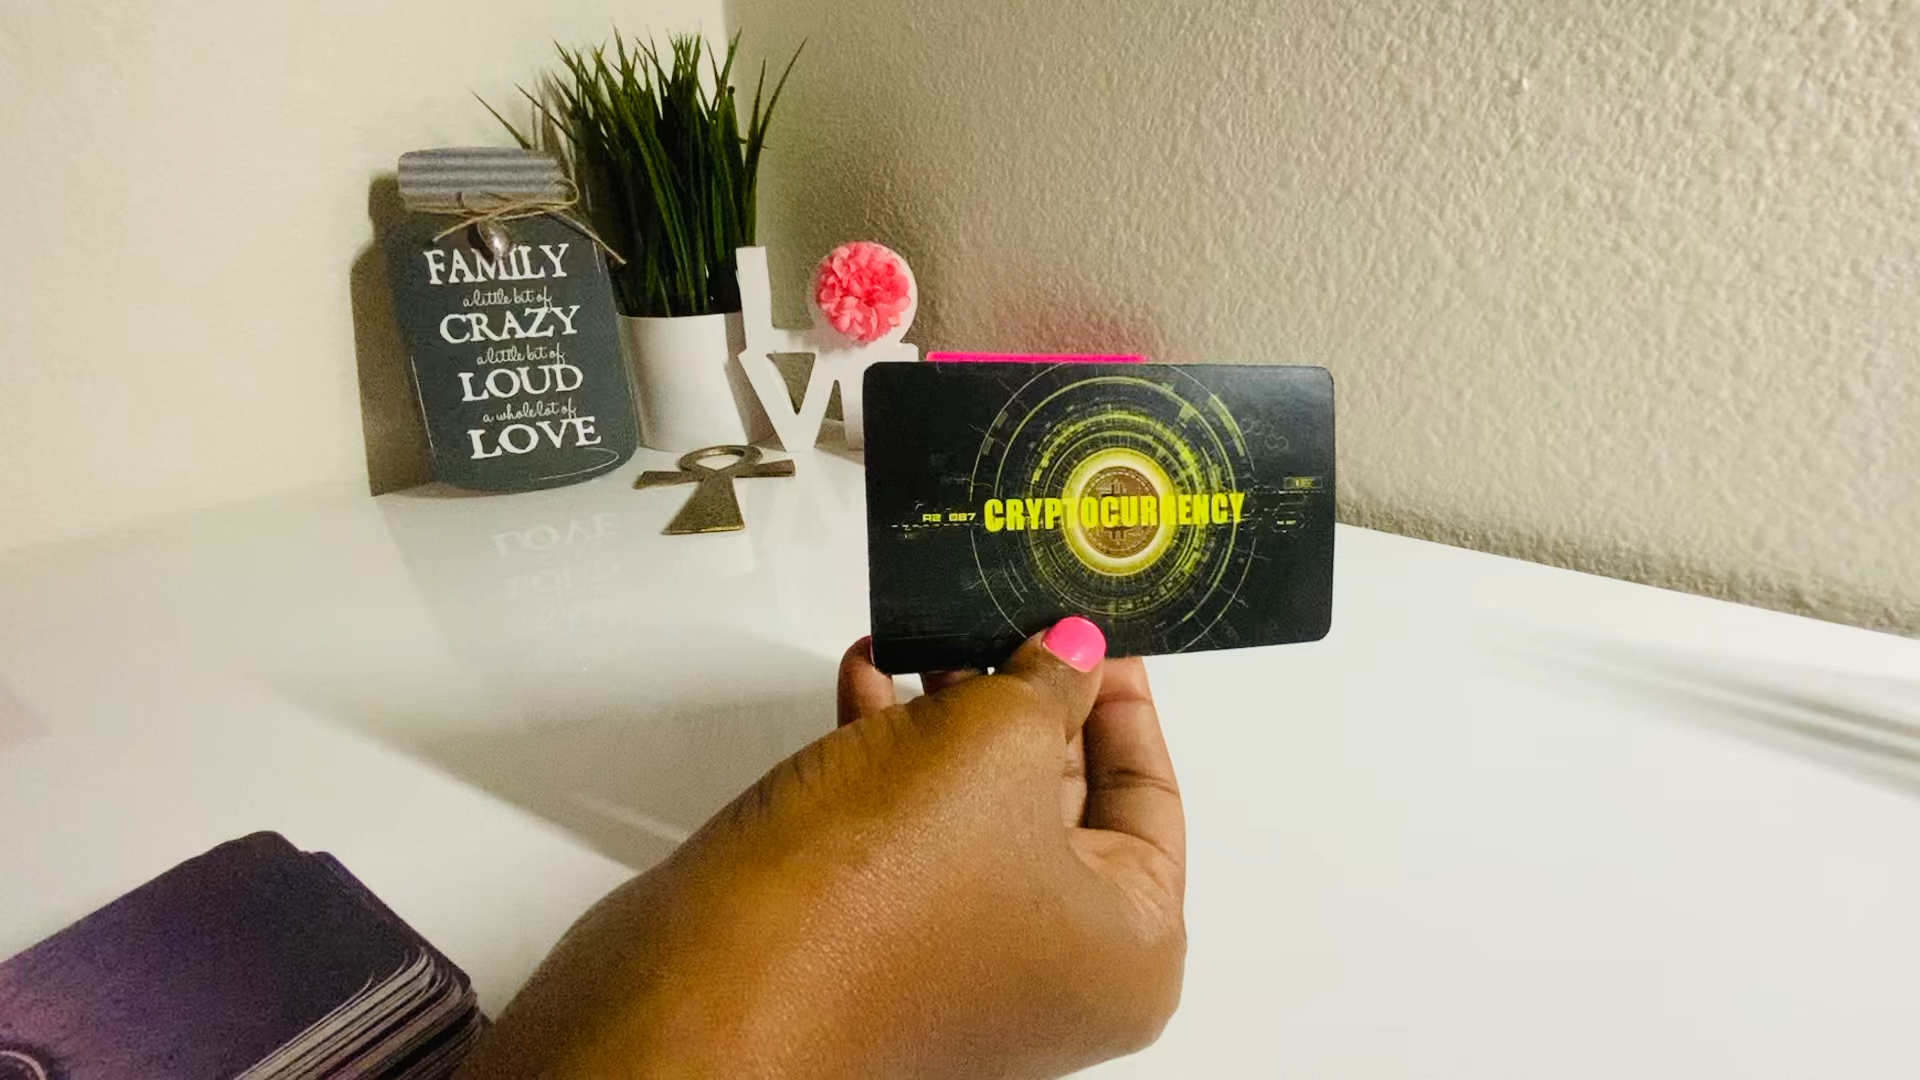 FAMILY
a little bit of
CRAZY
a little bit of
LOUD
a whole lot of
LOVE
CRYPTOCURRENCY